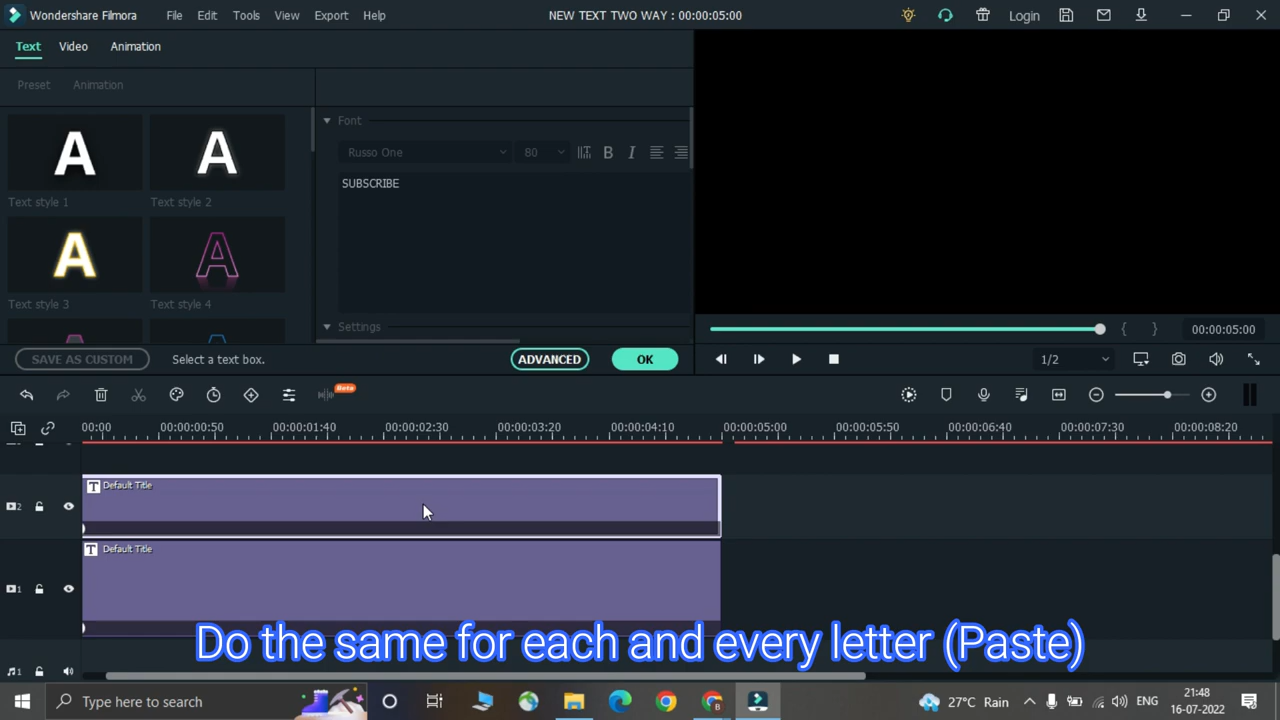 Wondershare Filmora File Edit Tools View Export Help NEW TEXT TWO WAY : 00:00:05:00 Login
Text Video Animation
Preset Animation
Font
Russo One 80 B I
SUBSCRIBE
A A
Text style 1 Text style 2
A A
Text style 3 Text style 4
Settings
SAVE AS CUSTOM Select a text box. ADVANCED OK
{ } 00:00:05:00
1/2
Beta
00:00 00:00:00:50 00:00:01:40 00:00:02:30 00:00:03:20 00:00:04:10 00:00:05:00 00:00:05:50 00:00:06:40 00:00:07:30 00:00:08:20
2 T Default Title
1 T Default Title
Do the same for each and every letter (Paste)
1
Type here to search 27°C Rain ENG 21:48
16-07-2022